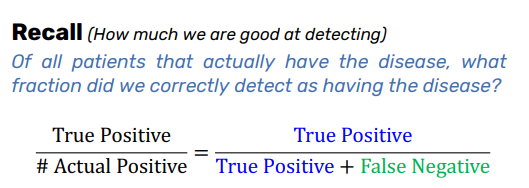 Recall (How much we are good at detecting)
Of all patients that actually have the disease, what
fraction did we correctly detect as having the disease?
True Positive
# Actual Positive
=
True Positive
True Positive + False Negative